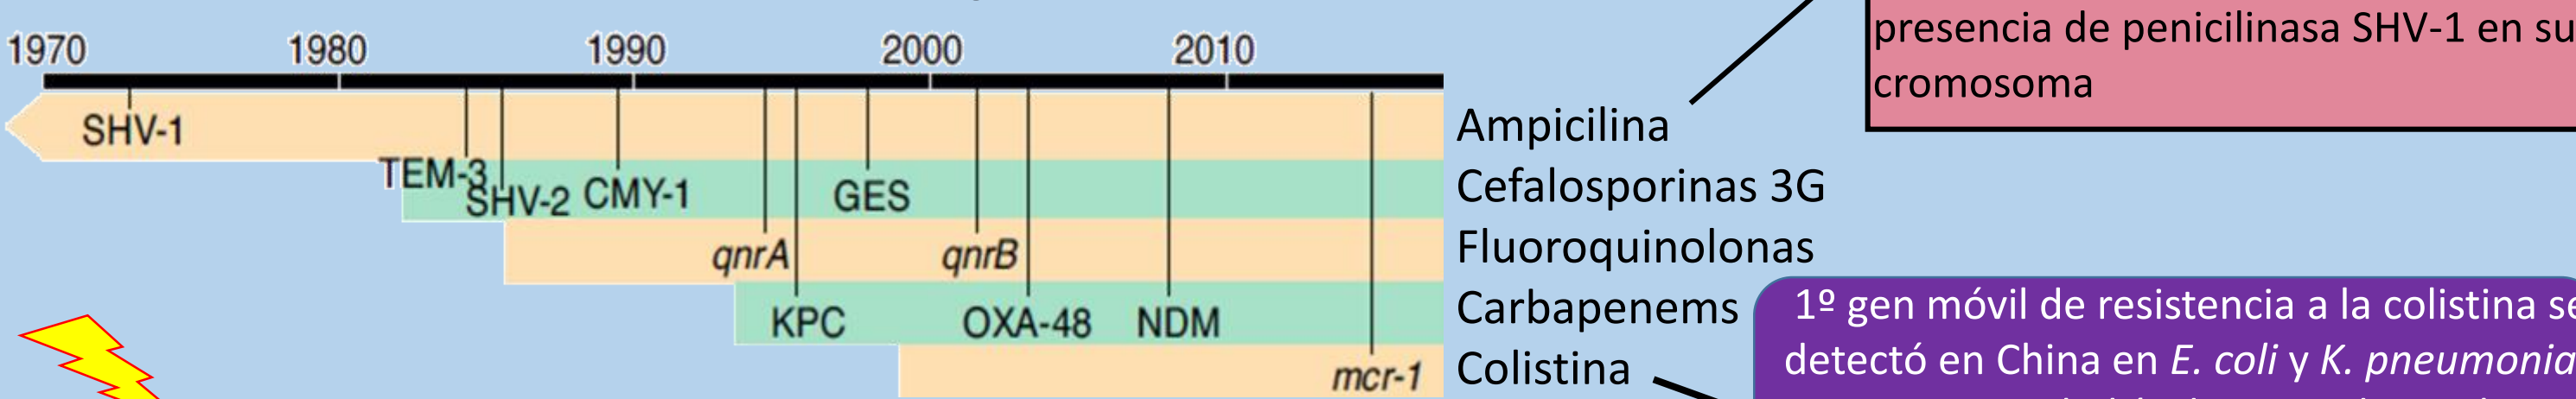 1970 1980 1990 2000 2010
SHV-1
TEM-3
SHV-2 CMY-1 GES
qnrA qnrB
KPC OXA-48 NDM
mcr-1
Ampicilina
Cefalosporinas 3G
Fluoroquinolonas
Carbapenems
Colistina
presencia de penicilinasa SHV-1 en su
cromosoma
1º gen móvil de resistencia a la colistina se
detectó en China en E. coli y K. pneumonia